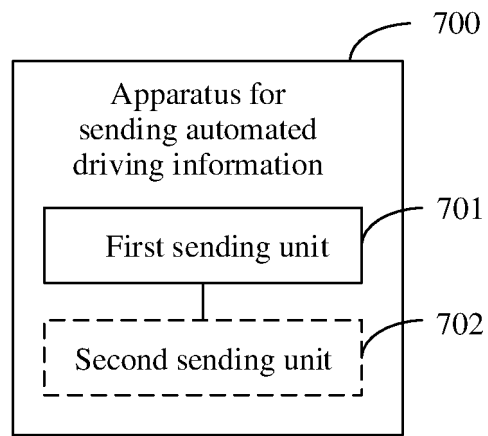 700
Apparatus for
sending automated
driving information
701
First sending unit
702
Second sending unit